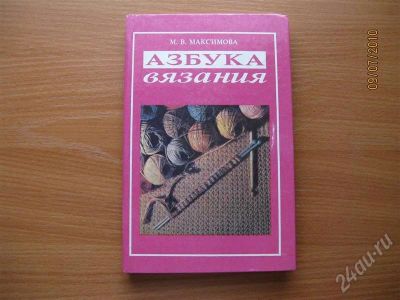 М. В. МАКСИМОВА
АЗБУКА
вязания
09/07/2010
24au.ru